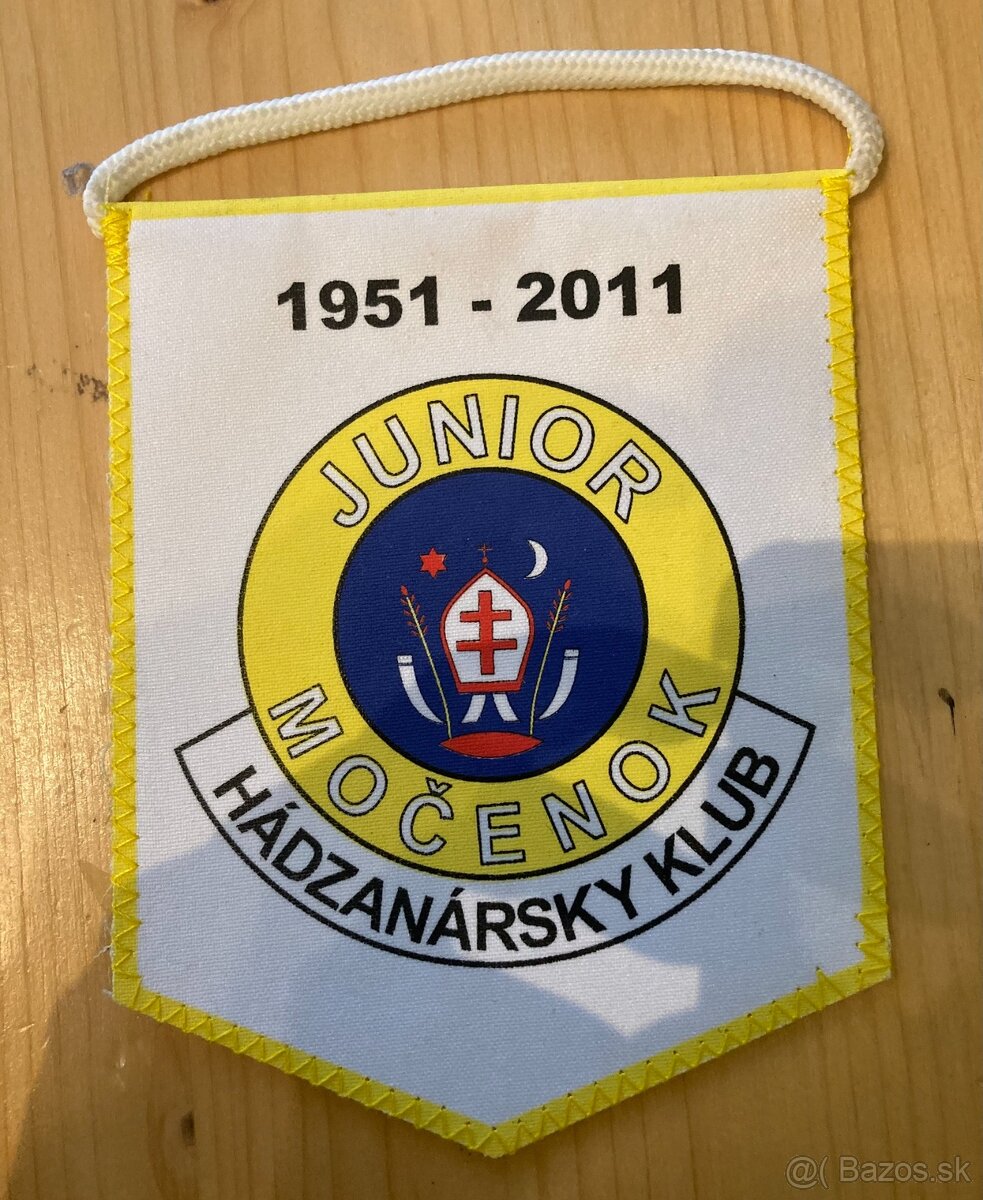 1951 - 2011
JUNIOR
MOČENOK
HÁDZANÁRSKY KLUB
@( Bazos.sk